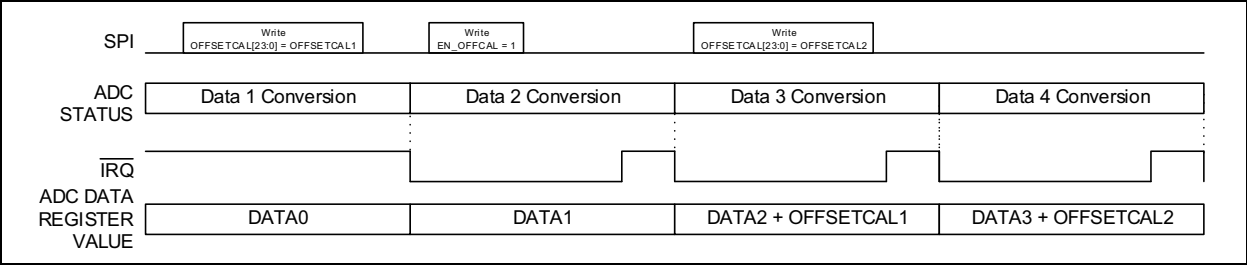 Write
OFFSETCAL[23:0] = OFFSETCAL1
Write
EN_OFFCAL = 1
Write
OFFSETCAL[23:0] = OFFSETCAL2
SPI
ADC
STATUS
Data 1 Conversion
Data 2 Conversion
Data 3 Conversion
Data 4 Conversion
IRQ
ADC DATA
REGISTER
VALUE
DATA0
DATA1
DATA2 + OFFSETCAL1
DATA3 + OFFSETCAL2